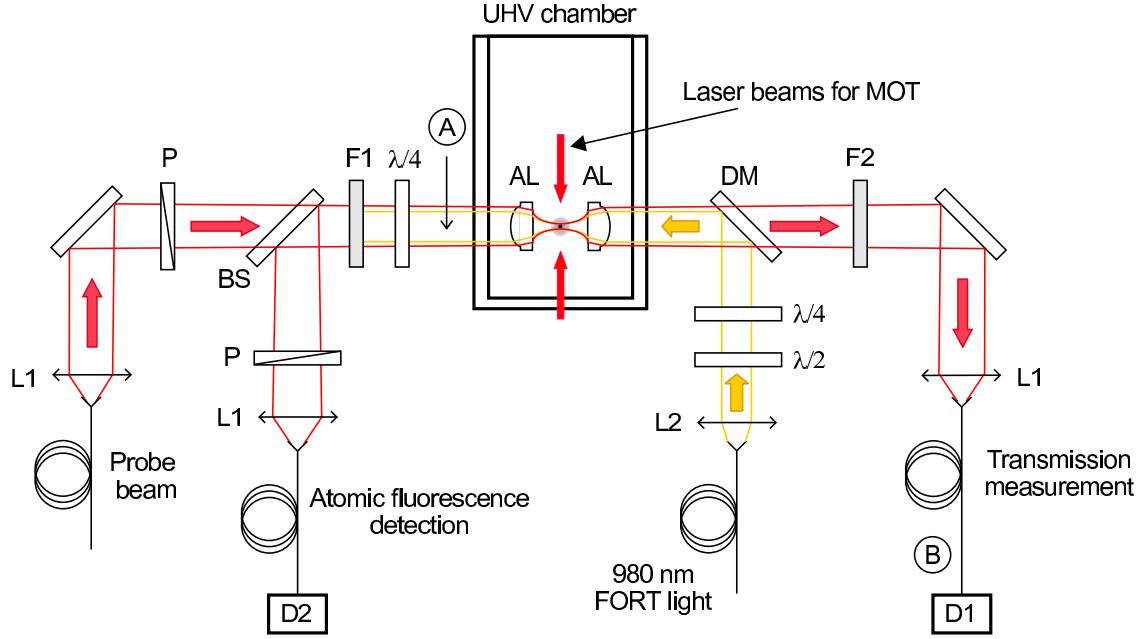 UHV chamber
Laser beams for MOT
A
P
F1
λ/4
AL
AL
DM
F2
BS
P
λ/4
λ/2
L1
L1
L2
L1
Probe
beam
Atomic fluorescence
detection
980 nm
FORT light
Transmission
measurement
B
D2
D1